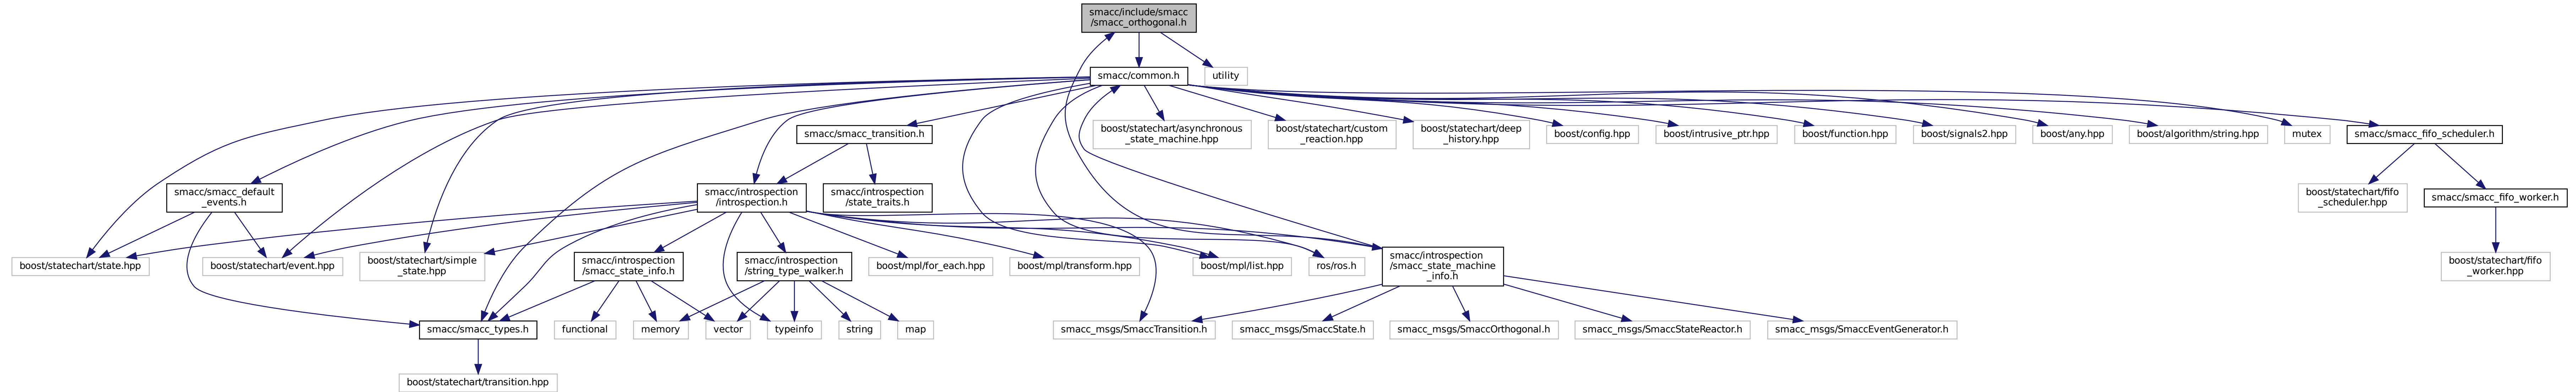 smacc/include/smacc
/smacc_orthogonal.h
smacc/common.h
utility
smacc/smacc_transition.h
boost/statechart/asynchronous
_state_machine.hpp
boost/statechart/custom
_reaction.hpp
boost/statechart/deep
_history.hpp
boost/config.hpp
boost/intrusive_ptr.hpp
boost/function.hpp
boost/signals2.hpp
boost/any.hpp
boost/algorithm/string.hpp
mutex
smacc/smacc_fifo_scheduler.h
smacc/smacc_default
_events.h
smacc/introspection
/introspection.h
smacc/introspection
/state_traits.h
boost/statechart/fifo
_scheduler.hpp
smacc/smacc_fifo_worker.h
boost/statechart/state.hpp
boost/statechart/event.hpp
boost/statechart/simple
_state.hpp
smacc/introspection
/smacc_state_info.h
smacc/introspection
/string_type_walker.h
boost/mpl/for_each.hpp
boost/mpl/transform.hpp
boost/mpl/list.hpp
ros/ros.h
smacc/introspection
/smacc_state_machine
_info.h
boost/statechart/fifo
_worker.hpp
smacc/smacc_types.h
functional
memory
vector
typeinfo
string
map
smacc_msgs/SmaccTransition.h
smacc_msgs/SmaccState.h
smacc_msgs/SmaccOrthogonal.h
smacc_msgs/SmaccStateReactor.h
smacc_msgs/SmaccEventGenerator.h
boost/statechart/transition.hpp